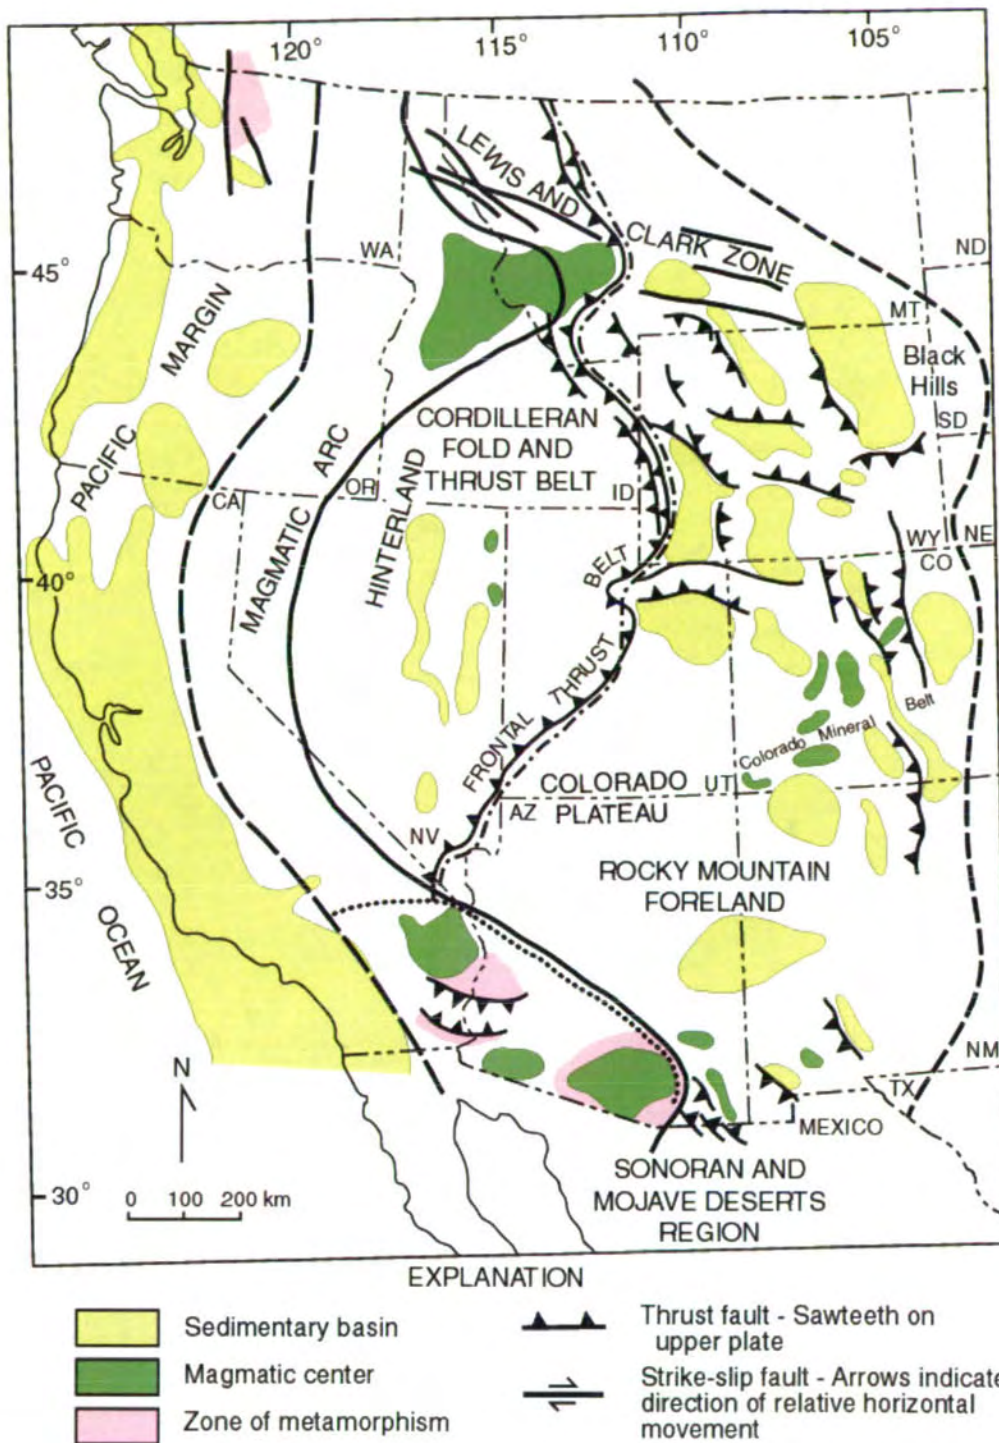 120°
115°
110°
105°
45°
40°
35°
30°
LEWIS AND
CLARK ZONE
WA
ND
MT
MARGIN
PACIFIC
Black
Hills
SD
CORDILLERAN
FOLD AND
THRUST BELT
MAGMATIC ARC
HINTERLAND
CA
OR
ID
WY
NE
CO
FRONTAL THRUST BELT
Colorado Mineral Belt
COLORADO
PLATEAU
UT
AZ
NV
PACIFIC
OCEAN
ROCKY MOUNTAIN
FORELAND
NM
TX
MEXICO
N
0 100 200 km
SONORAN AND
MOJAVE DESERTS
REGION
EXPLANATION
Sedimentary basin
Magmatic center
Zone of metamorphism
Thrust fault - Sawteeth on
upper plate
Strike-slip fault - Arrows indicate
direction of relative horizontal
movement